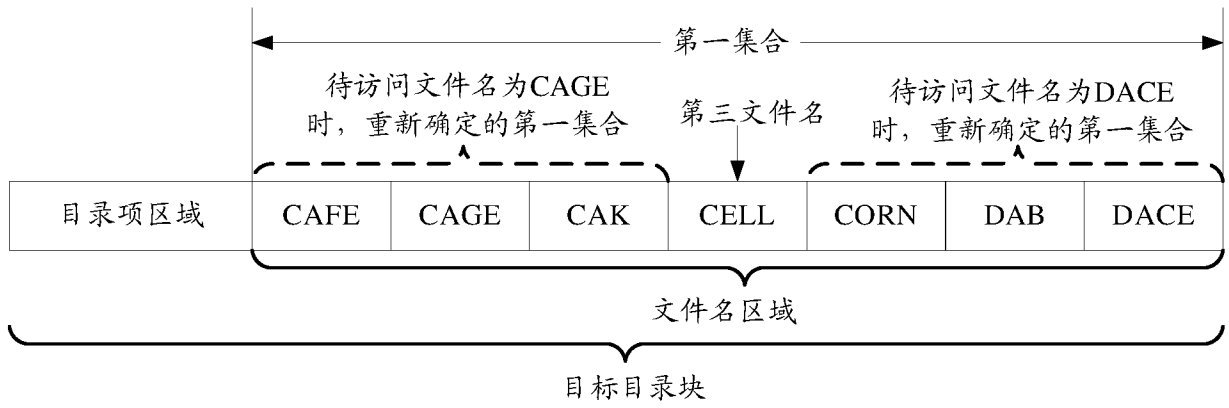 第一集合
待访问文件名为CAGE
时，重新确定的第一集合
第三文件名
待访问文件名为DACE
时，重新确定的第一集合
目录项区域
CAFE
CAGE
CAK
CELL
CORN
DAB
DACE
文件名区域
目标目录块